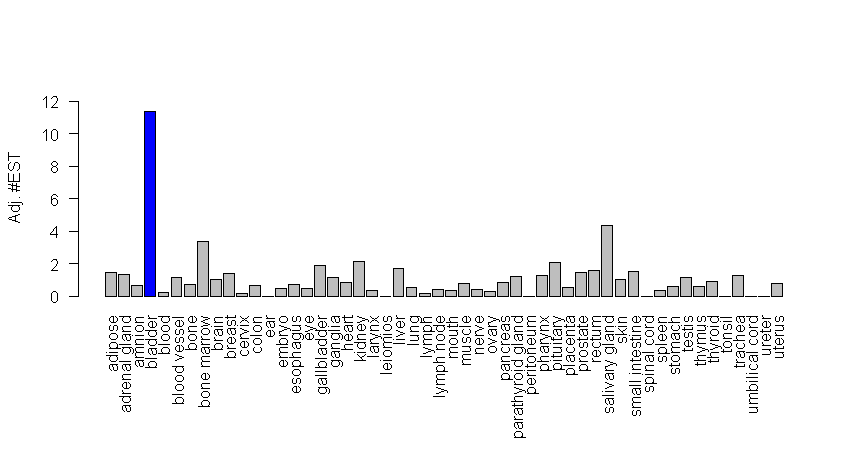 Adj. #EST
12
10
8
6
4
2
0
adipose
adrenal gland
amnion
bladder
blood
blood vessel
bone
bone marrow
brain
breast
cervix
colon
ear
embryo
esophagus
eye
gallbladder
ganglia
heart
kidney
larynx
leiomios
liver
lung
lymph
lymph node
mouth
muscle
nerve
ovary
pancreas
parathyroid gland
peritoneum
pharynx
pituitary
placenta
prostate
rectum
salivary gland
skin
small intestine
spinal cord
spleen
stomach
testis
thymus
thyroid
tonsil
trachea
umbilical cord
ureter
uterus